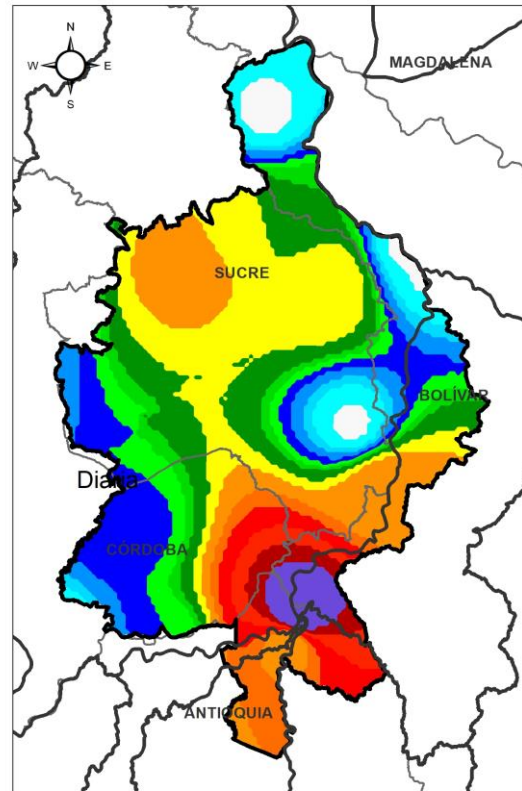 N
W E
S
MAGDALENA
SUCRE
BOLÍVAR
Diana
CÓRDOBA
ANTIOQUIA